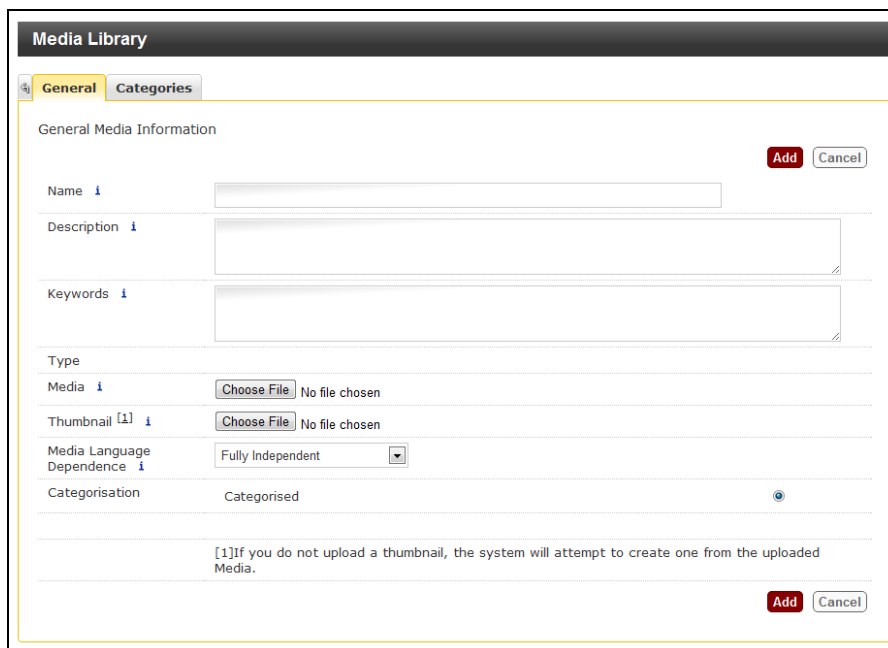 Media Library
General Categories
General Media Information
Add Cancel
Name i
Description i
Keywords i
Type
Media i Choose File No file chosen
Thumbnail [1] i Choose File No file chosen
Media Language
Dependence i Fully Independent
Categorisation Categorised
[1]If you do not upload a thumbnail, the system will attempt to create one from the uploaded
Media.
Add Cancel